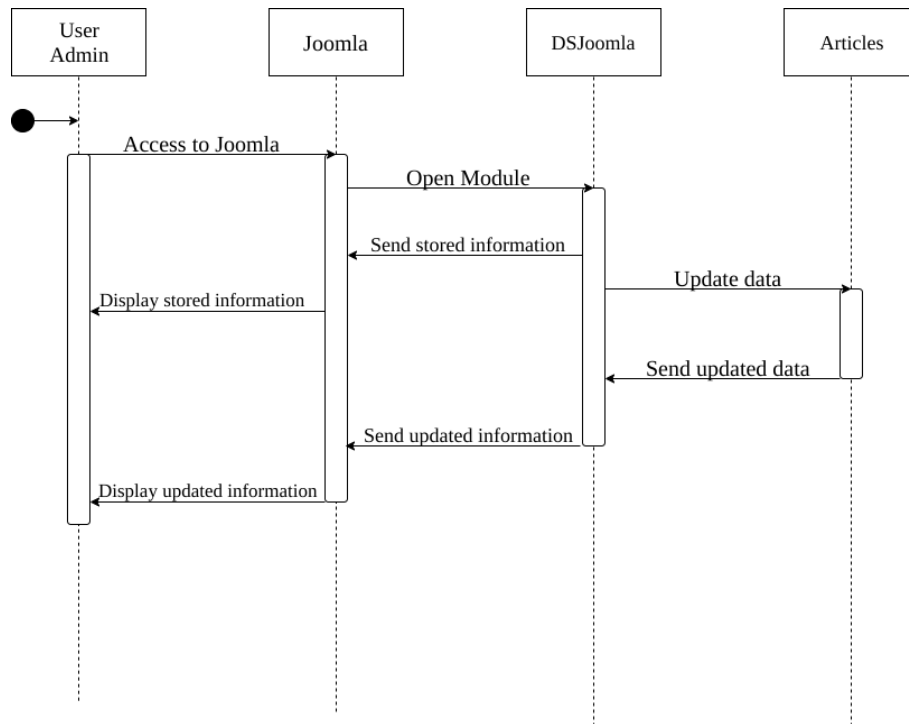 User
Admin
Joomla
DSJoomla
Articles
Access to Joomla
Open Module
Send stored information
Update data
Display stored information
Send updated data
Send updated information
Display updated information